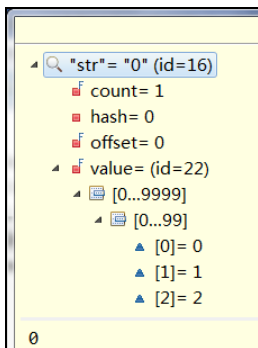 "str"= "0" (id=16)
count= 1
hash= 0
offset= 0
value= (id=22)
[0...9999]
[0...99]
[0]= 0
[1]= 1
[2]= 2
0